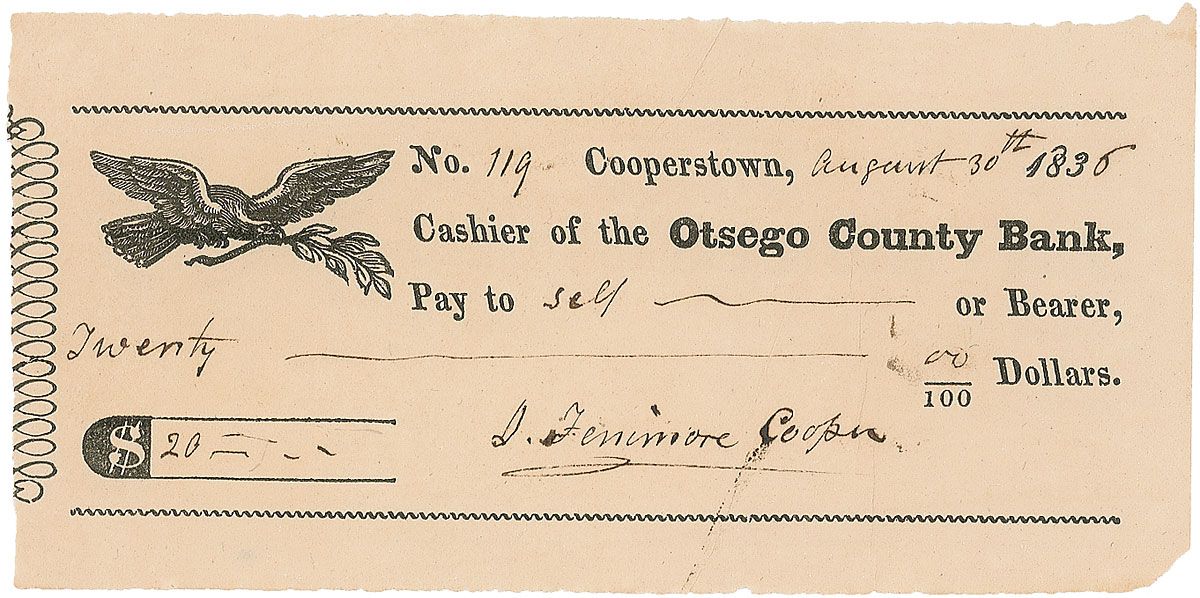 No. 119 Cooperstown, August 30th 1836
Cashier of the Otsego County Bank,
Pay to self or Bearer,
Twenty 00/100 Dollars.
$ 20
J. Fenimore Cooper